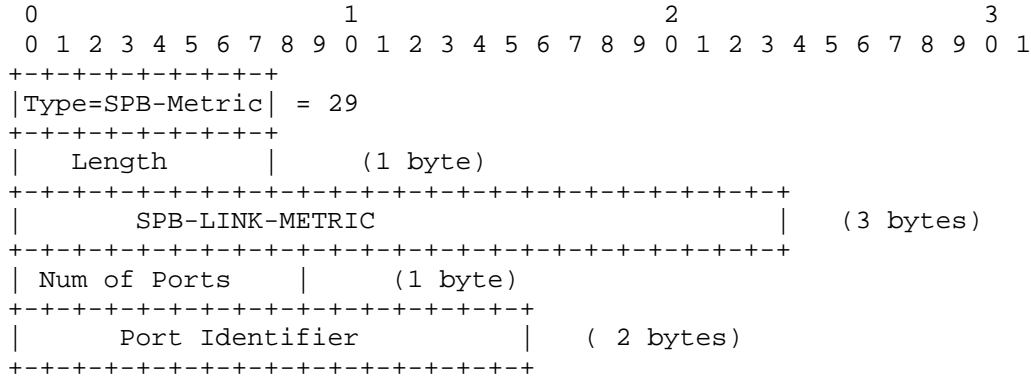 0                   1                   2                   3
 0 1 2 3 4 5 6 7 8 9 0 1 2 3 4 5 6 7 8 9 0 1 2 3 4 5 6 7 8 9 0 1
+-+-+-+-+-+-+-+-+
|Type=SPB-Metric| = 29
+-+-+-+-+-+-+-+-+
|   Length      |     (1 byte)
+-+-+-+-+-+-+-+-+-+-+-+-+-+-+-+-+-+-+-+-+-+-+-+-+
|       SPB-LINK-METRIC                         |   (3 bytes)
+-+-+-+-+-+-+-+-+-+-+-+-+-+-+-+-+-+-+-+-+-+-+-+-+
| Num of Ports    |     (1 byte)
+-+-+-+-+-+-+-+-+-+-+-+-+-+-+-+-+
|      Port Identifier          |   ( 2 bytes)
+-+-+-+-+-+-+-+-+-+-+-+-+-+-+-+-+